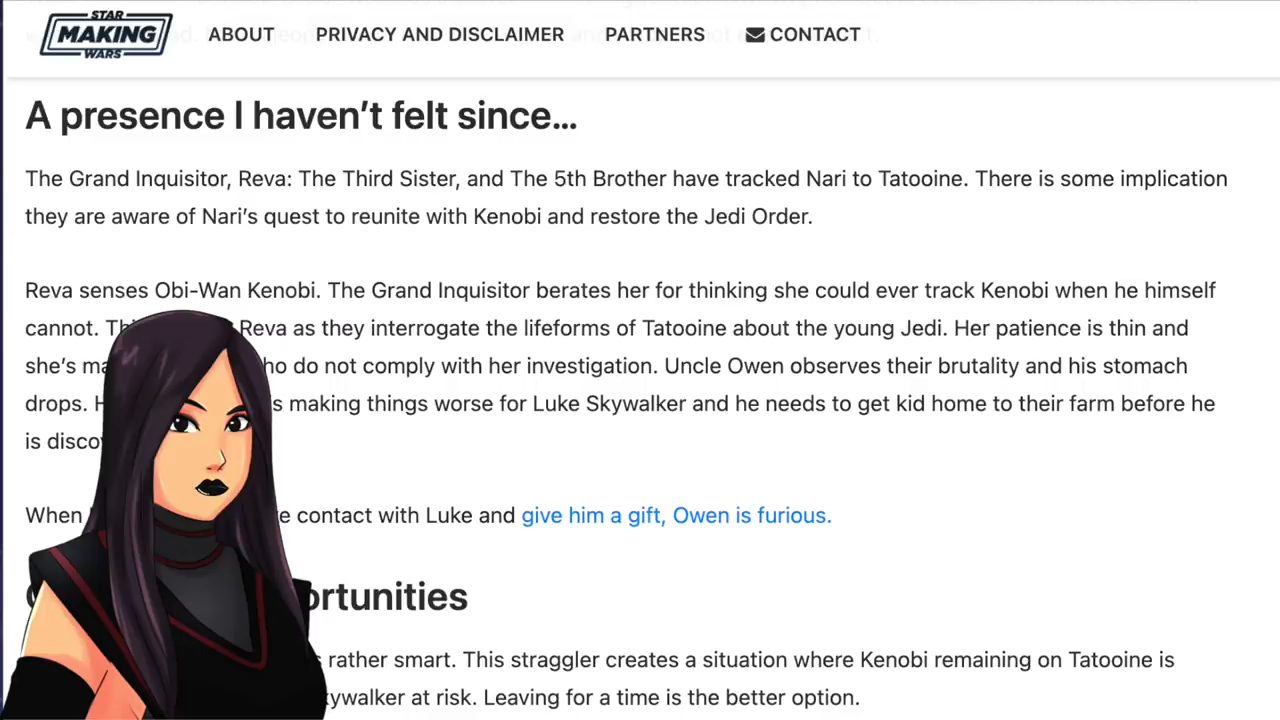 STAR
MAKING
WARS
ABOUT
PRIVACY AND DISCLAIMER
PARTNERS
CONTACT
A presence I haven’t felt since...
The Grand Inquisitor, Reva: The Third Sister, and The 5th Brother have tracked Nari to Tatooine. There is some implication
they are aware of Nari’s quest to reunite with Kenobi and restore the Jedi Order.
Reva senses Obi-Wan Kenobi. The Grand Inquisitor berates her for thinking she could ever track Kenobi when he himself
cannot. Reva as they interrogate the lifeforms of Tatooine about the young Jedi. Her patience is thin and
she’s do not comply with her investigation. Uncle Owen observes their brutality and his stomach
drops. making things worse for Luke Skywalker and he needs to get kid home to their farm before he
is
When contact with Luke and give him a gift, Owen is furious.
rather smart. This straggler creates a situation where Kenobi remaining on Tatooine is
at risk. Leaving for a time is the better option.